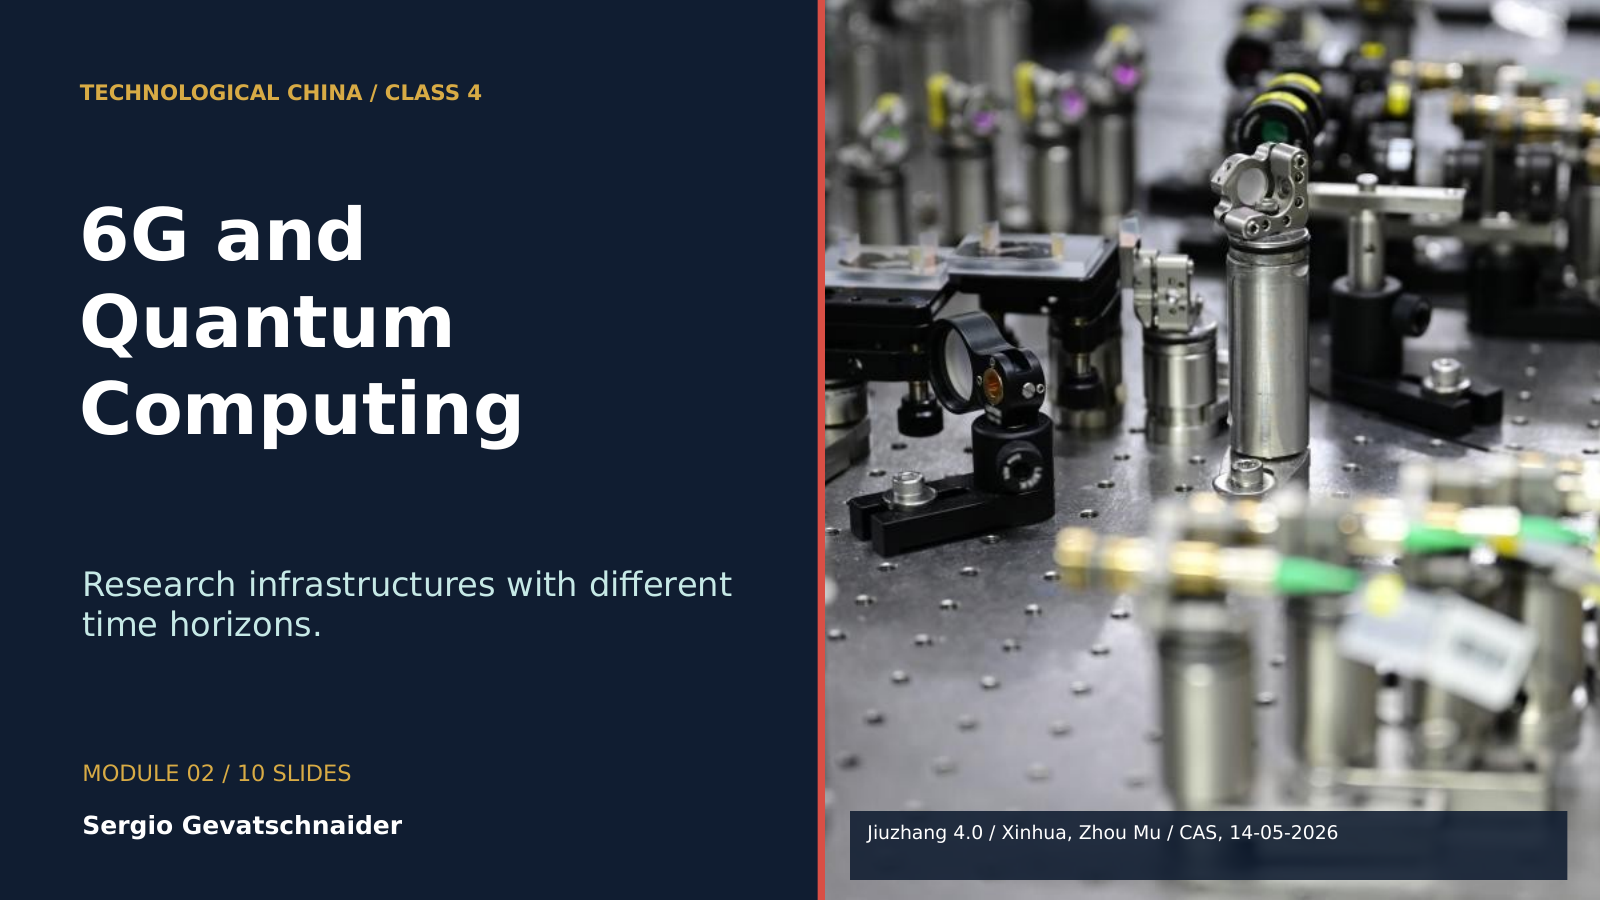 TECHNOLOGICAL CHINA / CLASS 4
6G and
Quantum
Computing
Research infrastructures with different
time horizons.
MODULE 02 / 10 SLIDES
Sergio Gevatschnaider
Jiuzhang 4.0 / Xinhua, Zhou Mu / CAS, 14-05-2026